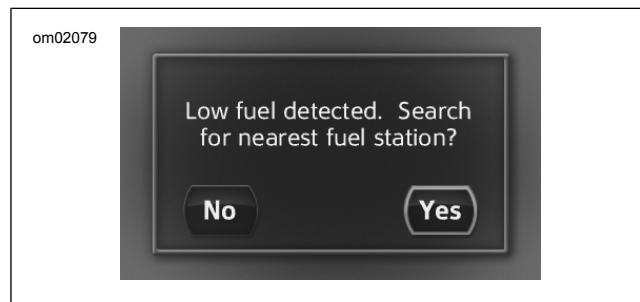 om02079
Low fuel detected. Search
for nearest fuel station?
No
Yes